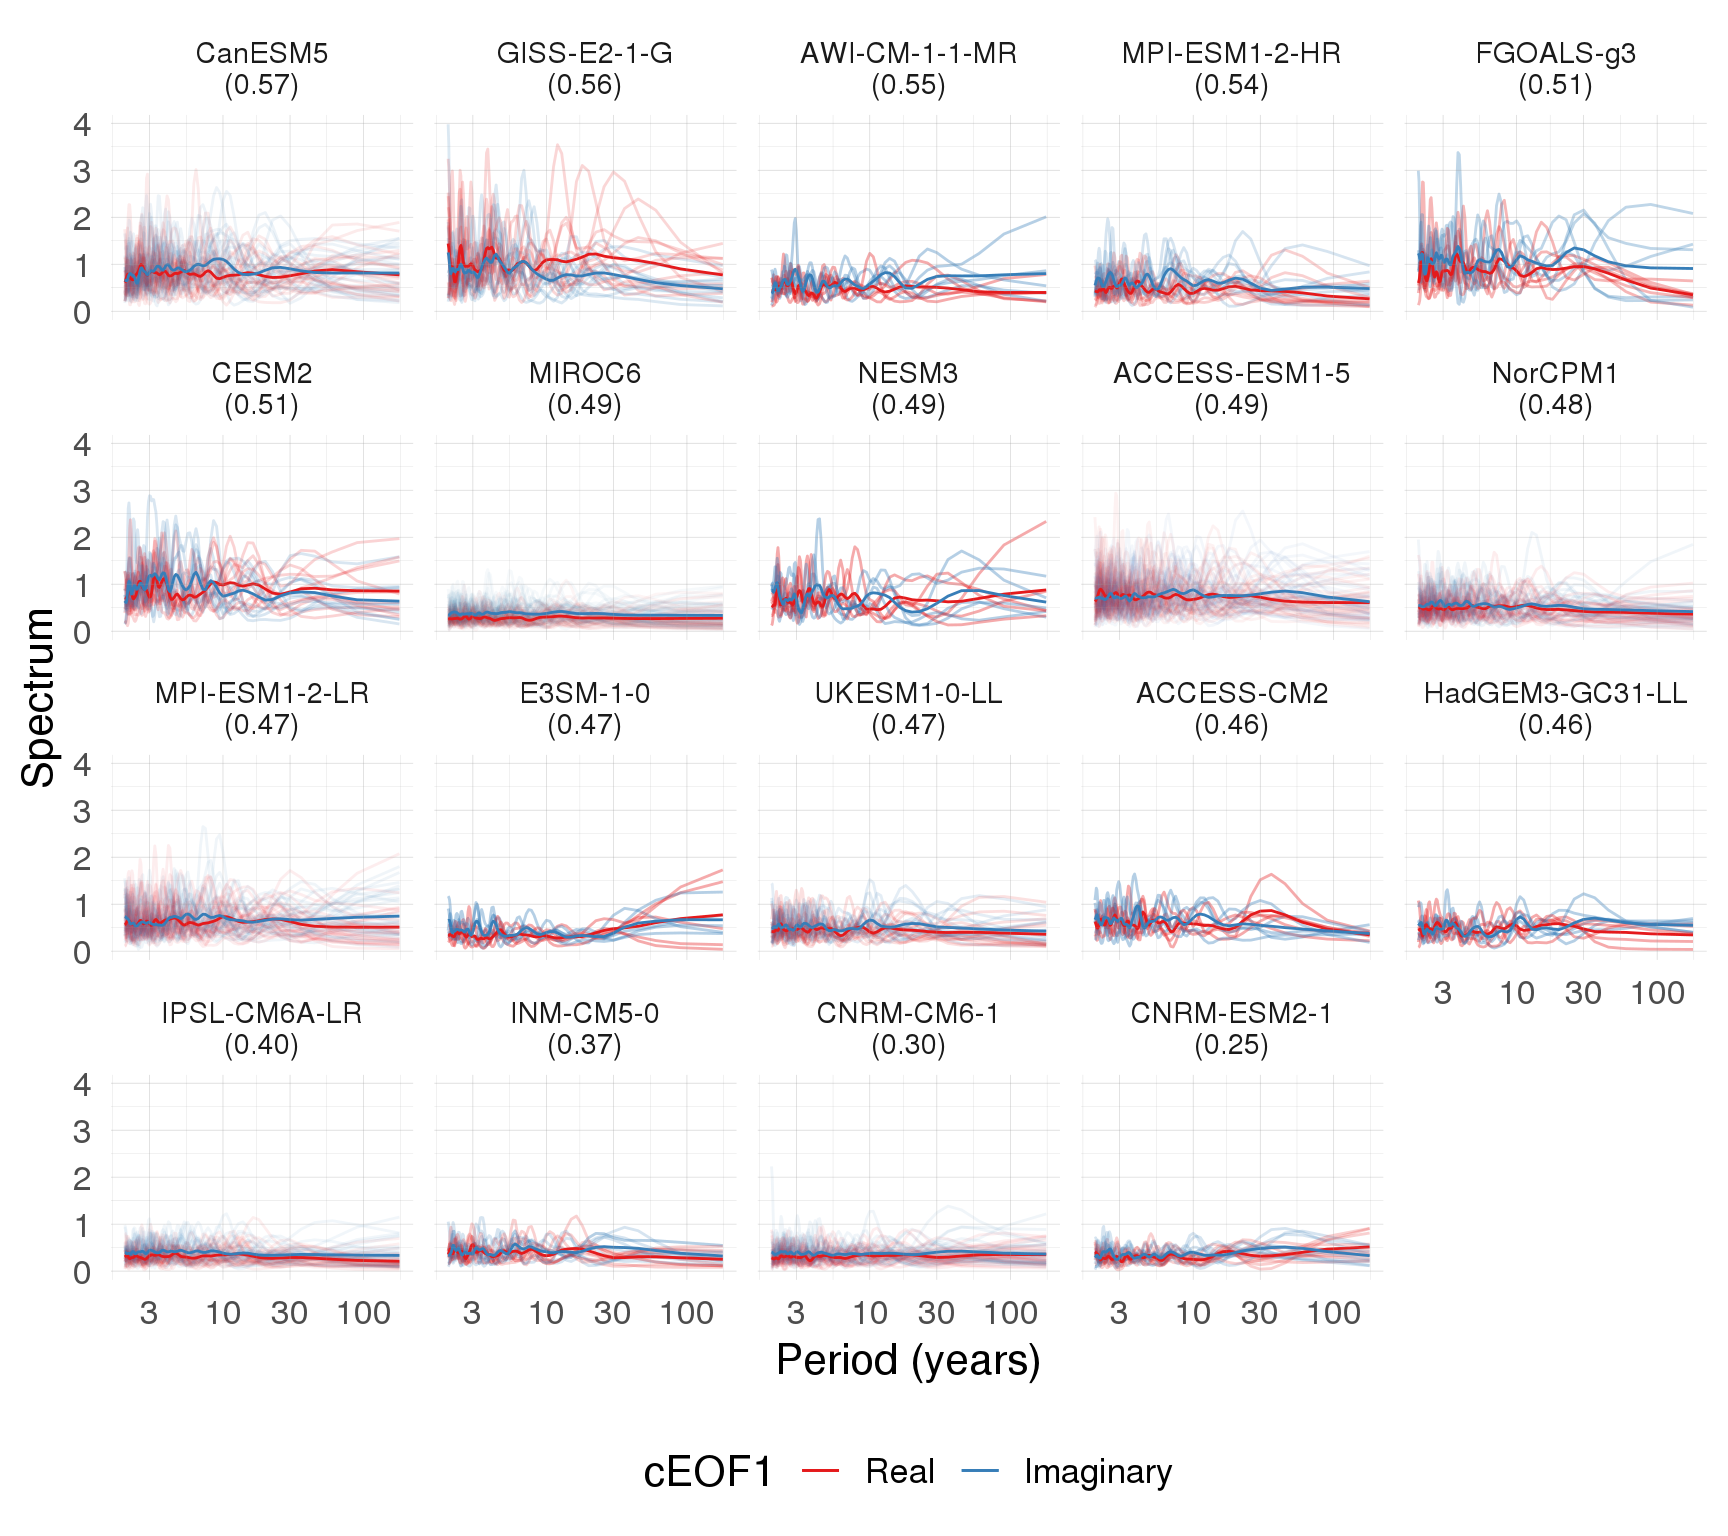 CanESM5 GISS-E2-1-G AWI-CM-1-1-MR MPI-ESM1-2-HR FGOALS-g3
(0.57) (0.56) (0.55) (0.54) (0.51)
4
3
2
1
0
CESM2 MIROC6 NESM3 ACCESS-ESM1-5 NorCPM1
(0.51) (0.49) (0.49) (0.49) (0.48)
4
3
2
1
0
Spectrum
MPI-ESM1-2-LR E3SM-1-0 UKESM1-0-LL ACCESS-CM2 HadGEM3-GC31-LL
(0.47) (0.47) (0.47) (0.46) (0.46)
4
3
2
1
0
3 10 30 100
IPSL-CM6A-LR INM-CM5-0 CNRM-CM6-1 CNRM-ESM2-1
(0.40) (0.37) (0.30) (0.25)
4
3
2
1
0
3 10 30 100 3 10 30 100 3 10 30 100 3 10 30 100
Period (years)
cEOF1 Real Imaginary